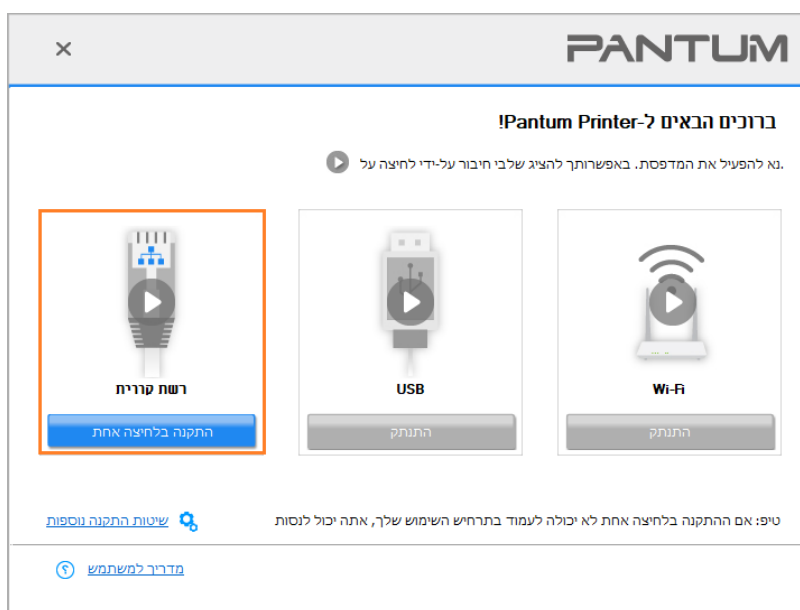 PANTUM
ברוכים הבאים ל-Pantum Printer!
נא להפעיל את המדפסת. באפשרותך להציג שלבי חיבור על-ידי לחיצה על.
Wi-Fi
התנתק
USB
התנתק
רשת קווית
התקנה בלחיצה אחת
טיפ: אם ההתקנה בלחיצה אחת לא יכולה לעמוד בתרחיש השימוש שלך, אתה יכול לנסות שיטות התקנה נוספות
מדריך למשתמש